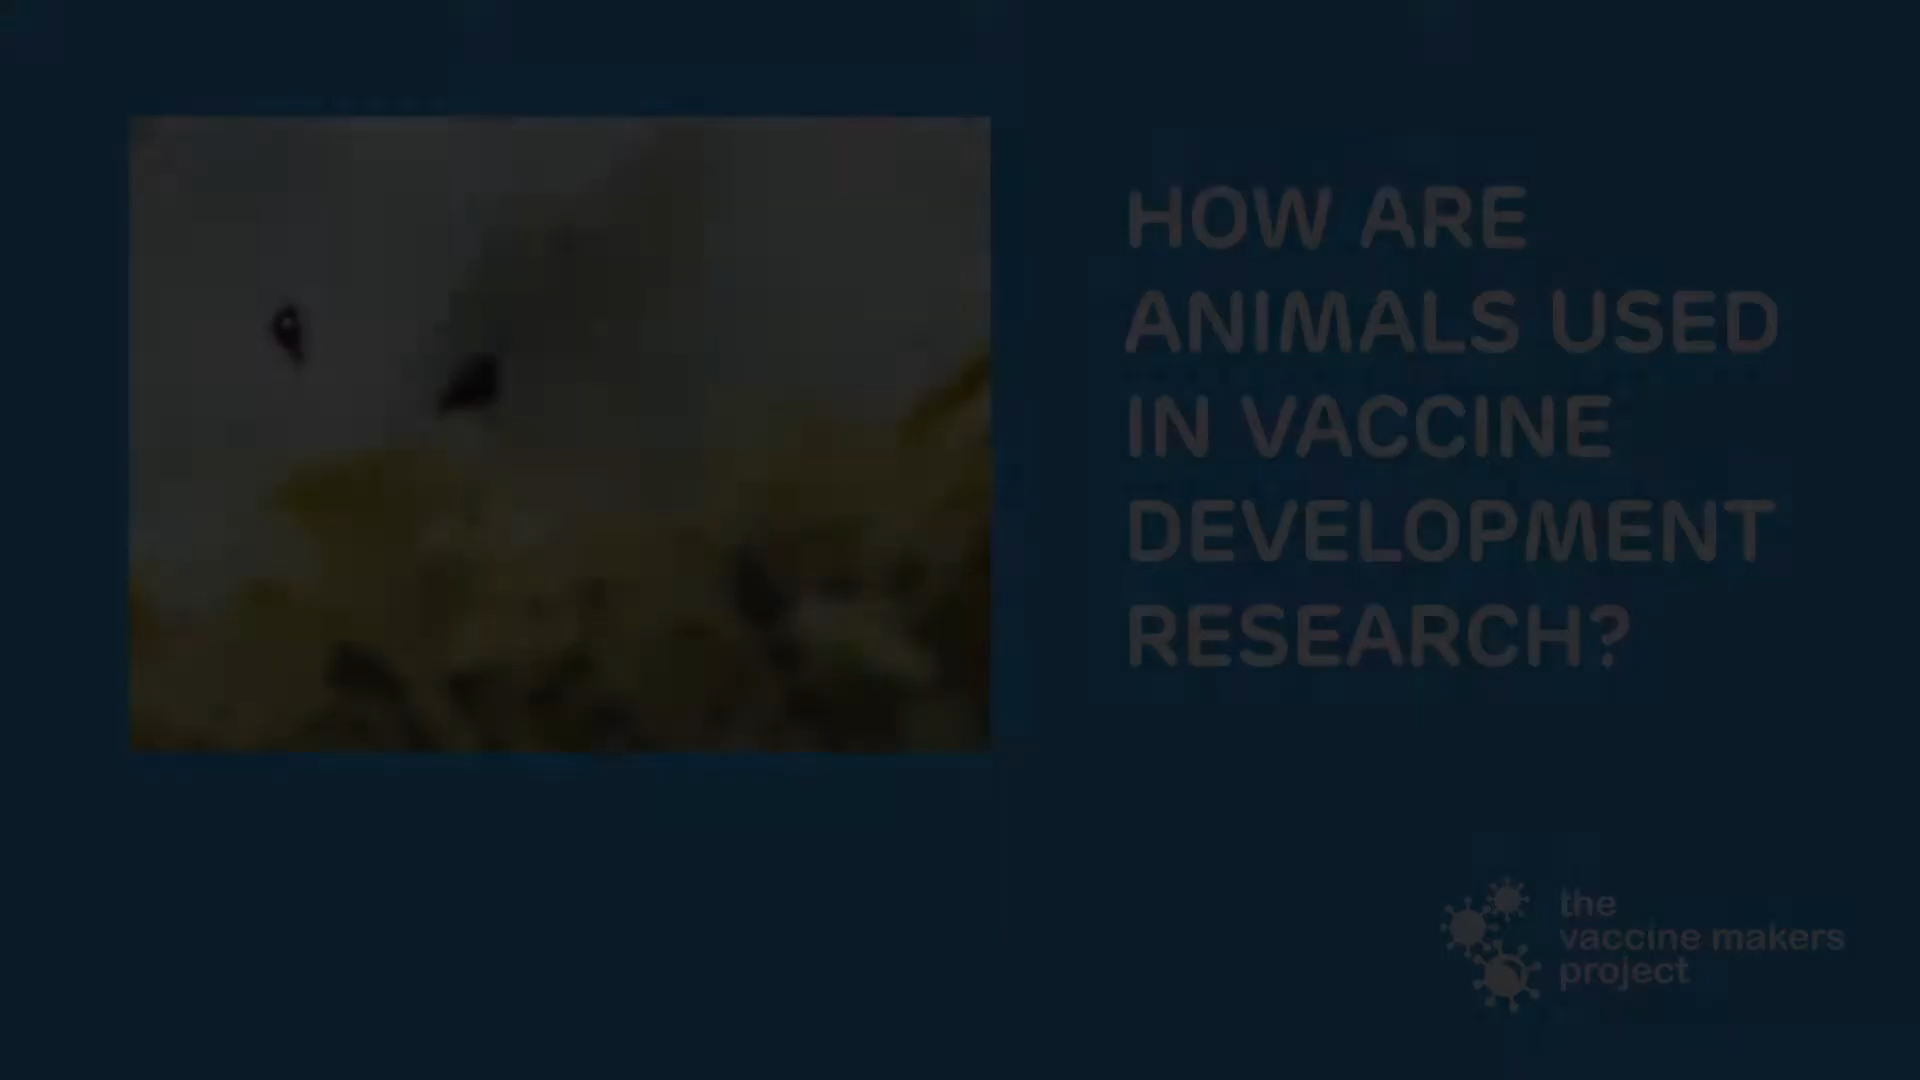 HOW ARE
ANIMALS USED
IN VACCINE
DEVELOPMENT
RESEARCH?
the
vaccine makers
project